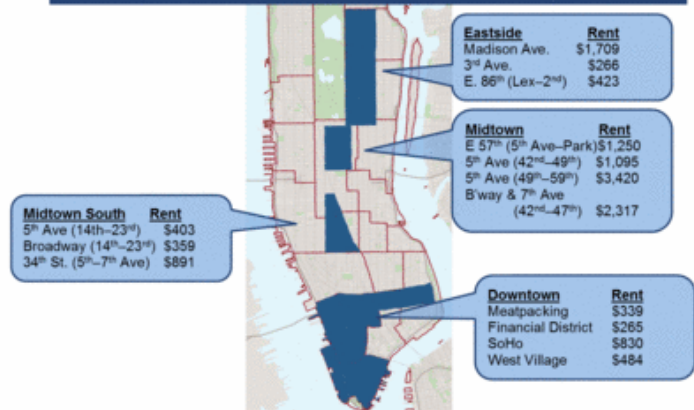 Eastside Rent
Madison Ave. $1,709
3rd Ave. $266
E. 86th (Lex–2nd) $423
Midtown Rent
E 57th (5th Ave–Park)$1,250
5th Ave (42nd–49th) $1,095
5th Ave (49th–59th) $3,420
B'way & 7th Ave
(42nd–47th) $2,317
Midtown South Rent
5th Ave (14th–23rd) $403
Broadway (14th–23rd) $359
34th St. (5th–7th Ave) $891
Downtown Rent
Meatpacking $339
Financial District $265
SoHo $830
West Village $484